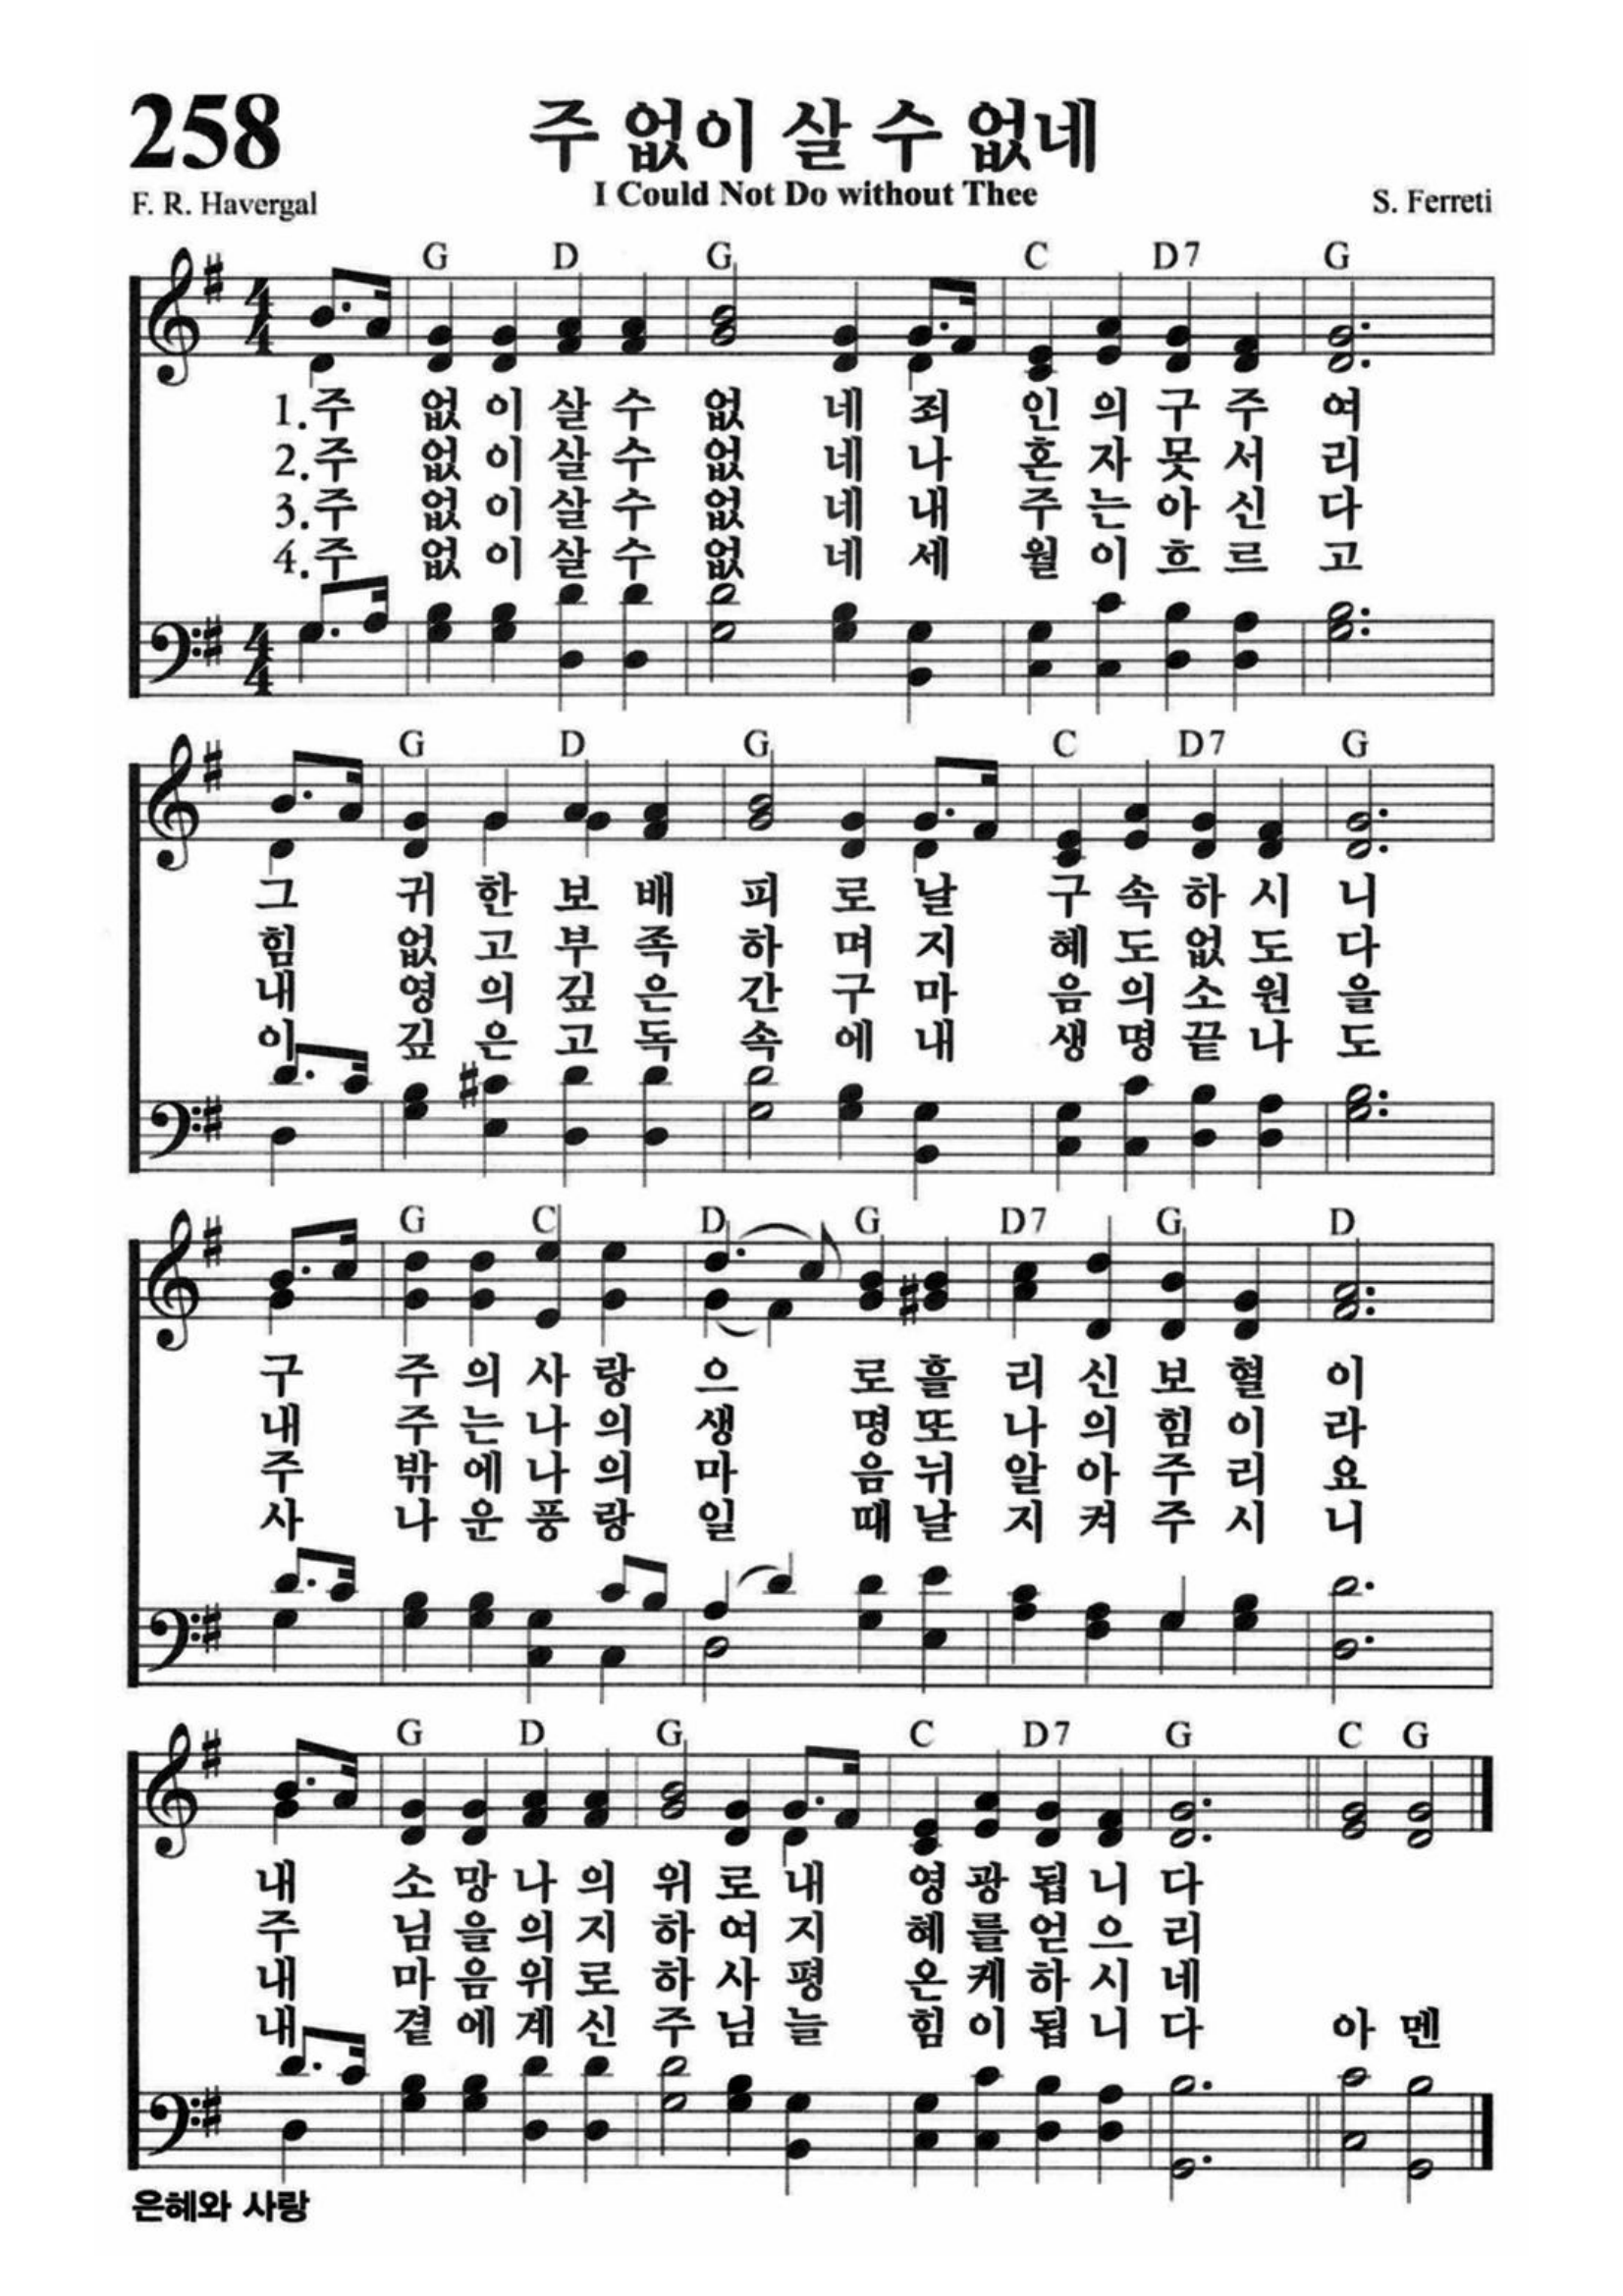 258
주 없이 살 수 없네
I Could Not Do without Thee
F. R. Havergal
S. Ferreti
G D G C D7 G
1.주 없이살수 없 네 죄 인의구주 여
2.주 없이살수 없 네 나 혼자못서 리
3.주 없이살수 없 네 내 주는아신 다
4.주 없이살수 없 네 세 월이흐르 고
G D G C D7 G
그 귀한보배 피 로 날 구속하시 니
힘 없고부족 하 며 지 혜도없도 다
내 영의깊은 간 구 마 음의소원 을
이 깊은고독 속 에 내 생명끝나 도
G C D G D7 G D
구 주의사랑 으 로흘 리신보혈 이
내 주는나의 생 명또 나의힘이 라
주 밖에나의 마 음뉘 알아주리 요
사 나운풍랑 일 때날 지켜주시 니
G D G C D7 G C G
내 소망나의 위로내 영광됩니 다
주 님을의지 하여지 혜를얻으 리
내 마음위로 하사평 온케하시 네
내 곁에계신 주님늘 힘이됩니 다 아멘
은혜와 사랑